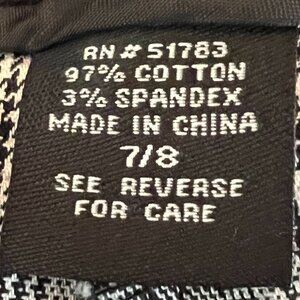 RN # 51783
97% COTTON
3% SPANDEX
MADE IN CHINA
7/8
SEE REVERSE
FOR CARE